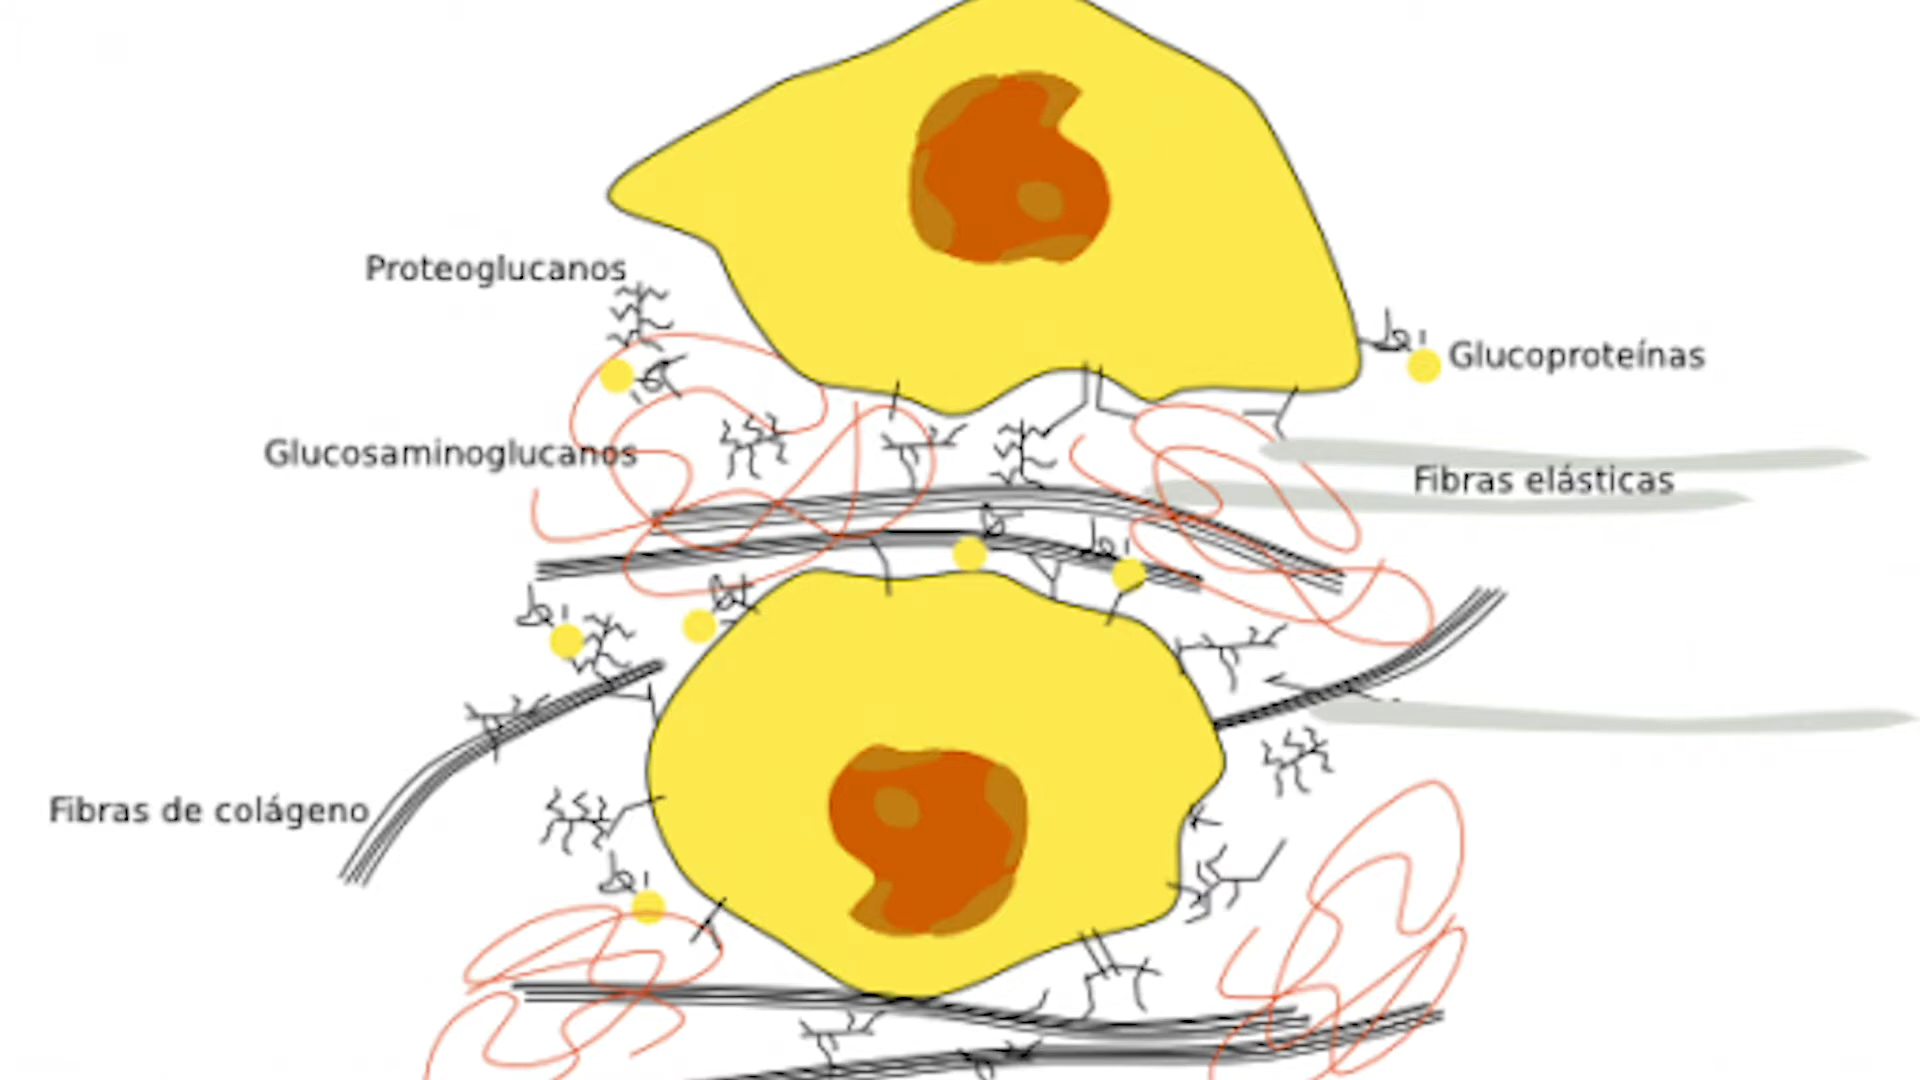 Proteoglucanos
Glucoproteínas
Glucosaminoglucanos
Fibras elásticas
Fibras de colágeno